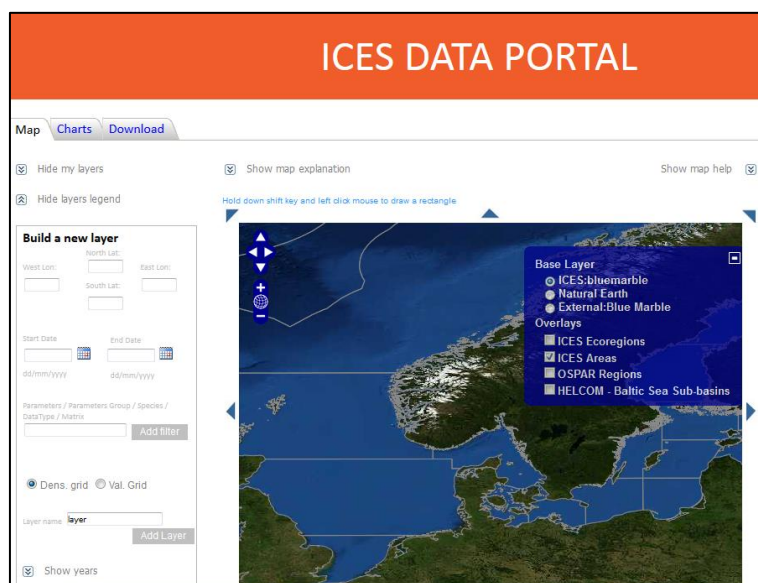 ICES DATA PORTAL
Map Charts Download
Hide my layers
Show map explanation
Show map help
Hide layers legend
Hold down shift key and left click mouse to draw a rectangle
Build a new layer
North Lat:
West Lon:
East Lon:
South Lat:
Start Date
End Date
dd/mm/yyyy
dd/mm/yyyy
Parameters / Parameters Group / Species /
DataType / Matrix
Add filter
Dens. grid Val. Grid
Layer name layer
Add Layer
Show years
Base Layer
ICES:bluemarble
Natural Earth
External:Blue Marble
Overlays
ICES Ecoregions
ICES Areas
OSPAR Regions
HELCOM - Baltic Sea Sub-basins